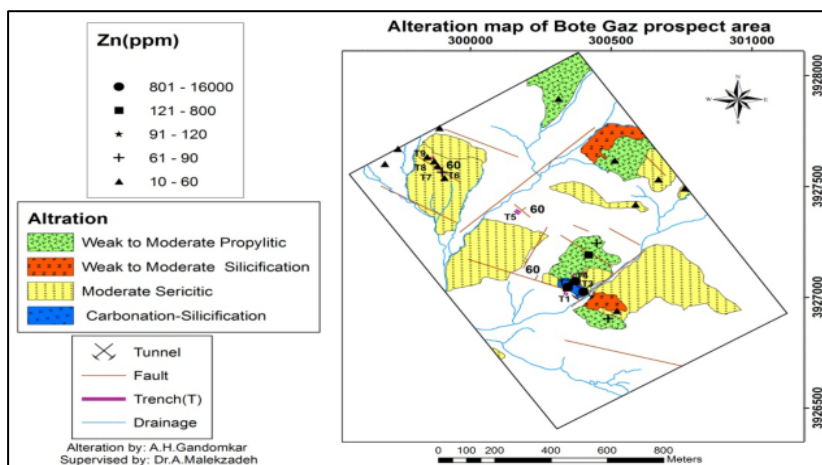 Alteration map of Bote Gaz prospect area
Zn(ppm)
801 - 16000
121 - 800
91 - 120
61 - 90
10 - 60
Altration
Weak to Moderate Propylitic
Weak to Moderate Silicification
Moderate Sericitic
Carbonation-Silicification
Tunnel
Fault
Trench(T)
Drainage
Alteration by: A.H.Gandomkar
Supervised by: Dr.A.Malekzadeh
300000 300500 301000
3928000
3927500
3927000
3926500
N
W E
S
T9
T8
T7
T6
60
T5
60
60
T1
0 100 200 400 600 800
Meters